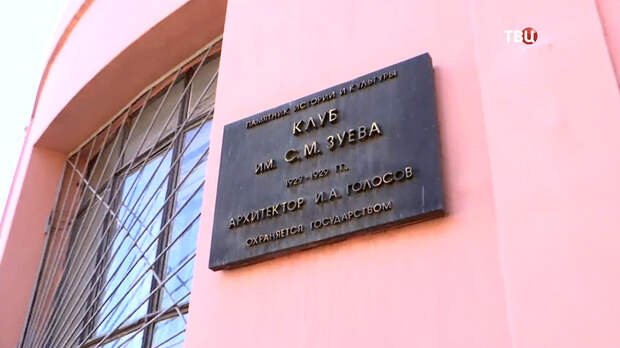 ТВЦ
ПАМЯТНИК ИСТОРИИ И КУЛЬТУРЫ
КЛУБ
ИМ. С.М. ЗУЕВА
1927-1929 ГГ.
АРХИТЕКТОР И.А. ГОЛОСОВ
ОХРАНЯЕТСЯ ГОСУДАРСТВОМ